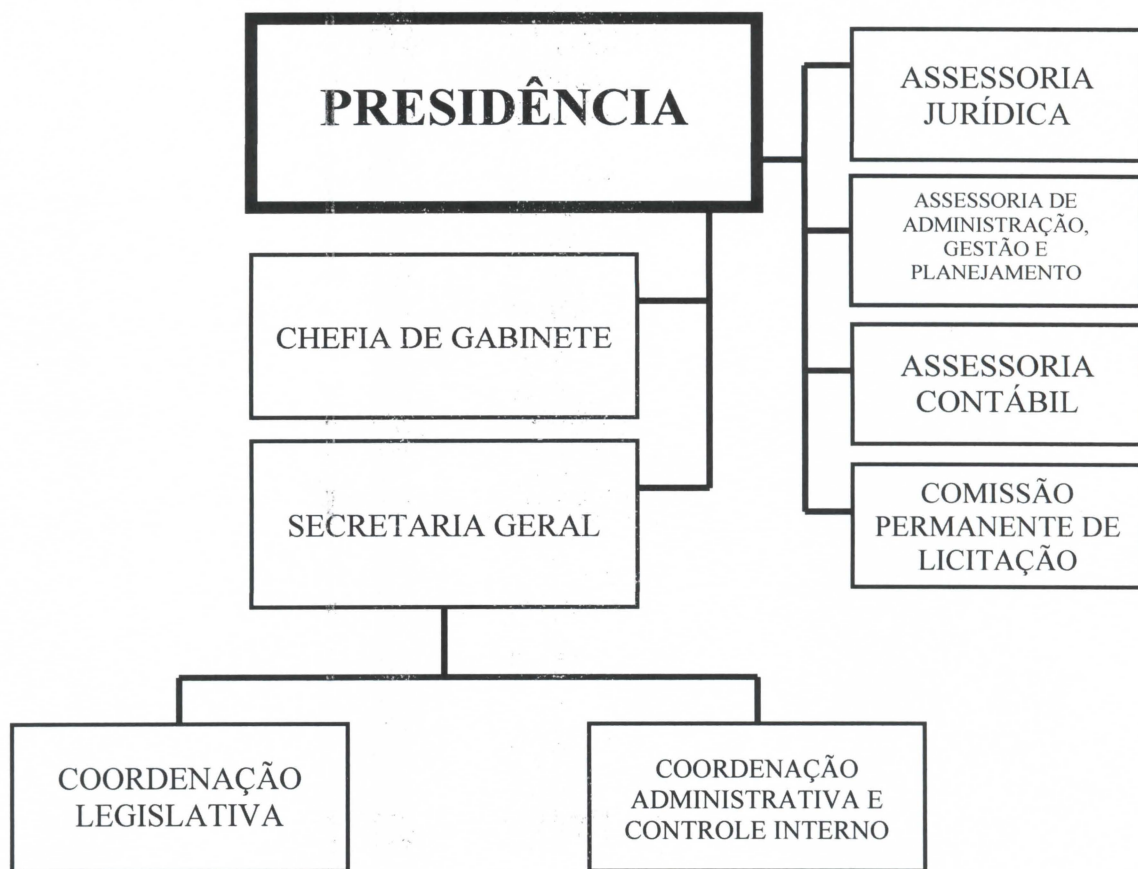 PRESIDÊNCIA
ASSESSORIA
JURÍDICA
ASSESSORIA DE
ADMINISTRAÇÃO,
GESTÃO E
PLANEJAMENTO
CHEFIA DE GABINETE
ASSESSORIA
CONTÁBIL
SECRETARIA GERAL
COMISSÃO
PERMANENTE DE
LICITAÇÃO
COORDENAÇÃO
LEGISLATIVA
COORDENAÇÃO
ADMINISTRATIVA E
CONTROLE INTERNO